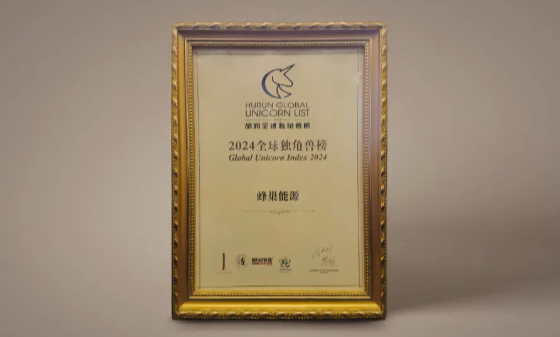 HURUN GLOBAL
UNICORN LIST
胡润全球独角兽榜
2024全球独角兽榜
Global Unicorn Index 2024
蜂巢能源